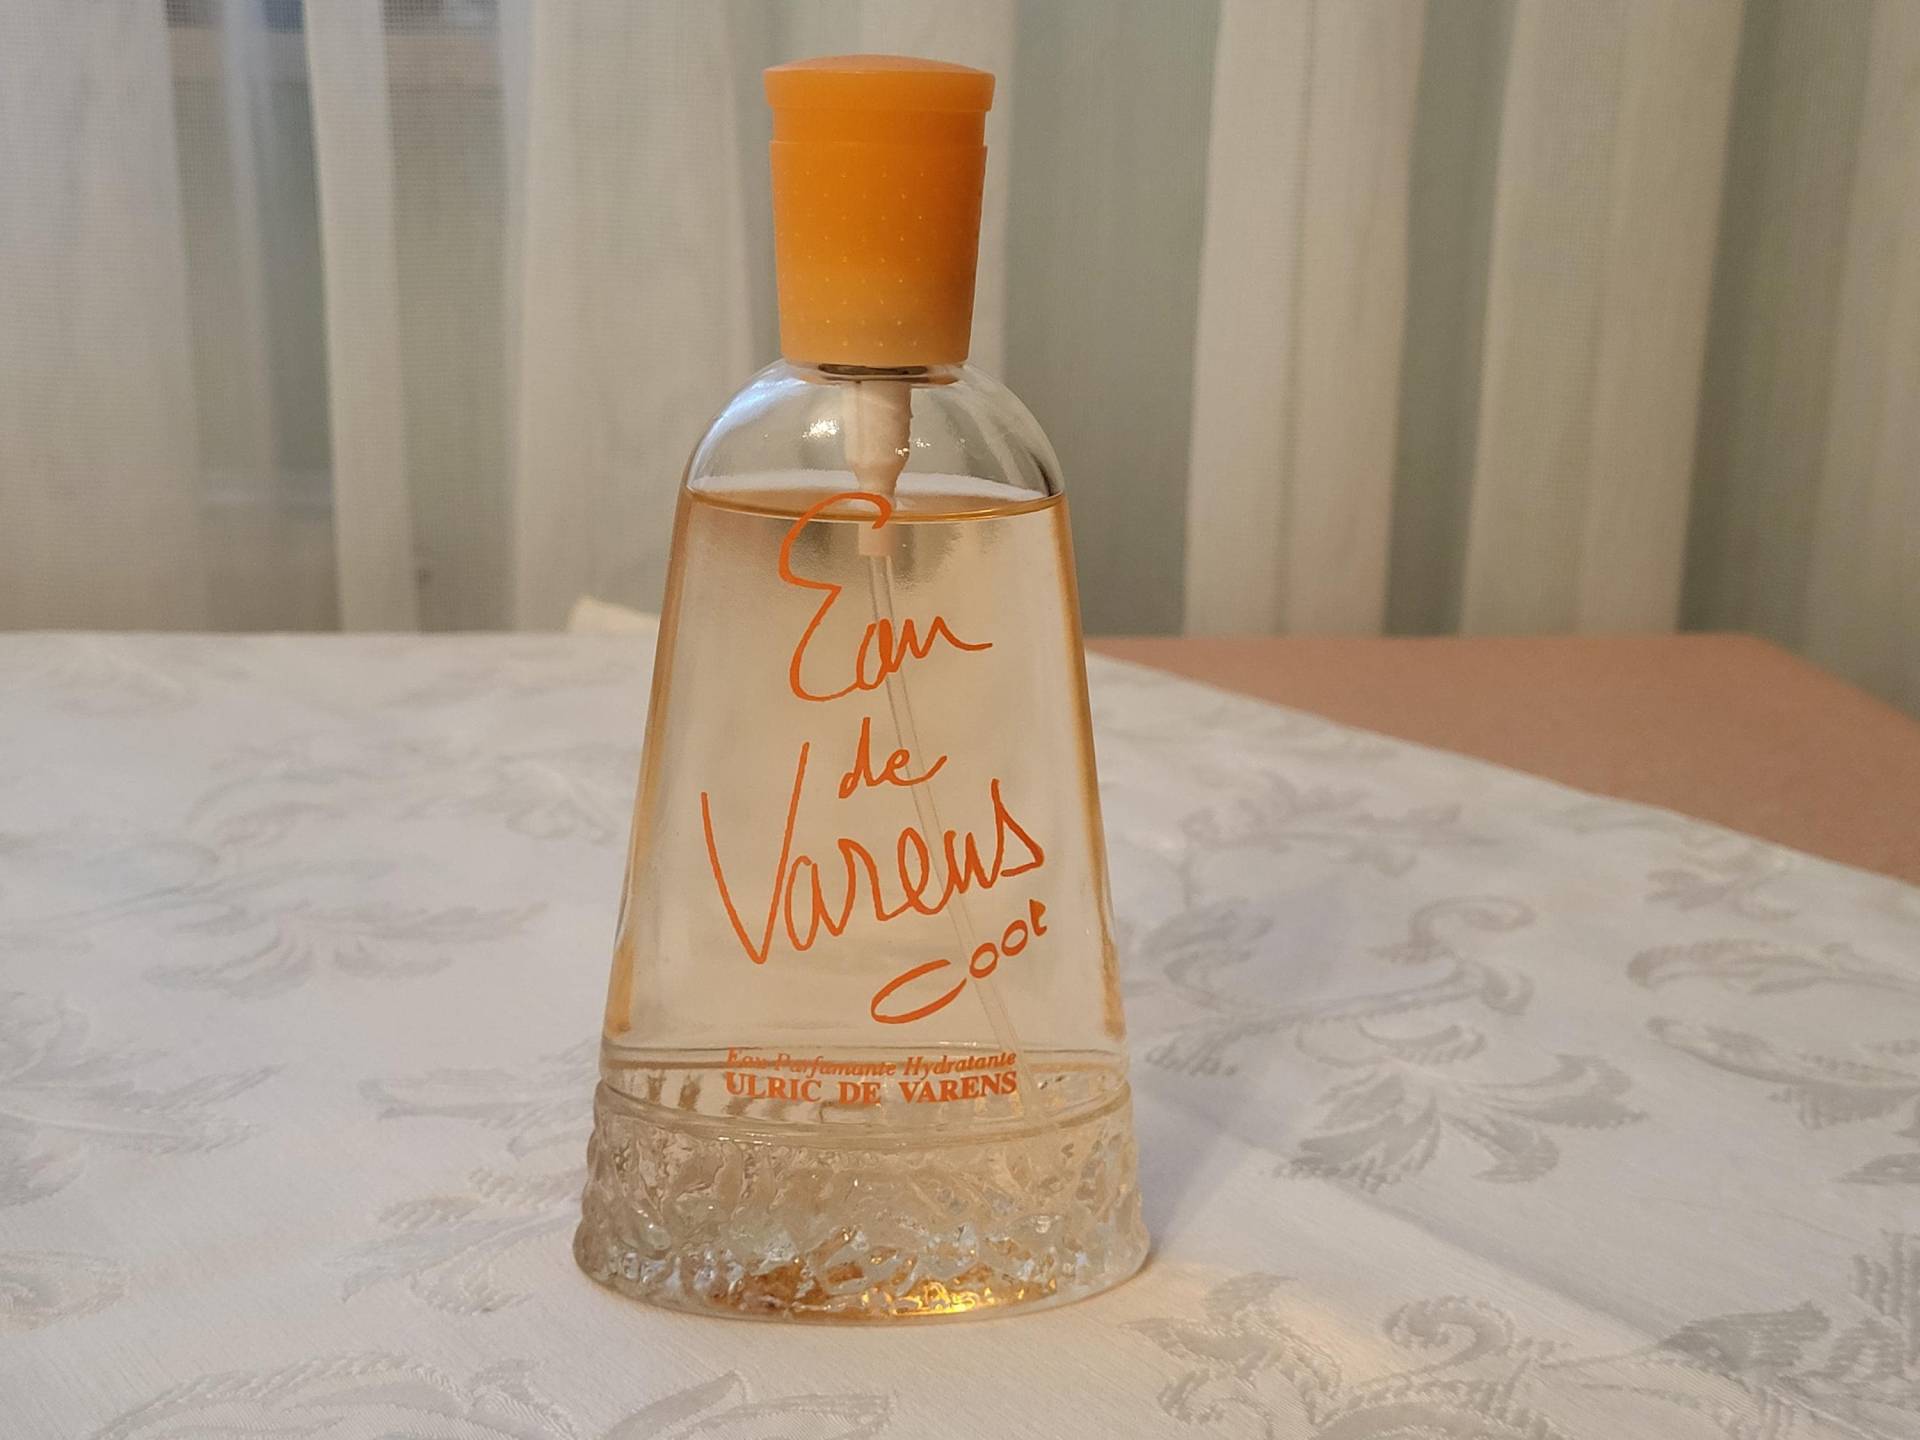 Eau
de
Varens
cool
Eau Parfumante Hydratante
ULRIC DE VARENS